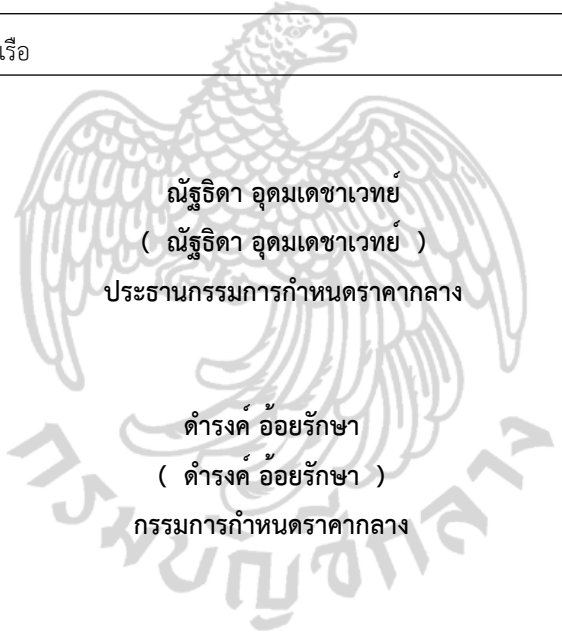 เรือ
ณัฐธิดา อุดมเดชาเวทย์
( ณัฐธิดา อุดมเดชาเวทย์ )
ประธานกรรมการกำหนดราคากลาง
ดำรงค์ อ้อยรักษา
( ดำรงค์ อ้อยรักษา )
กรรมการกำหนดราคากลาง
กรมบัญชีกลาง